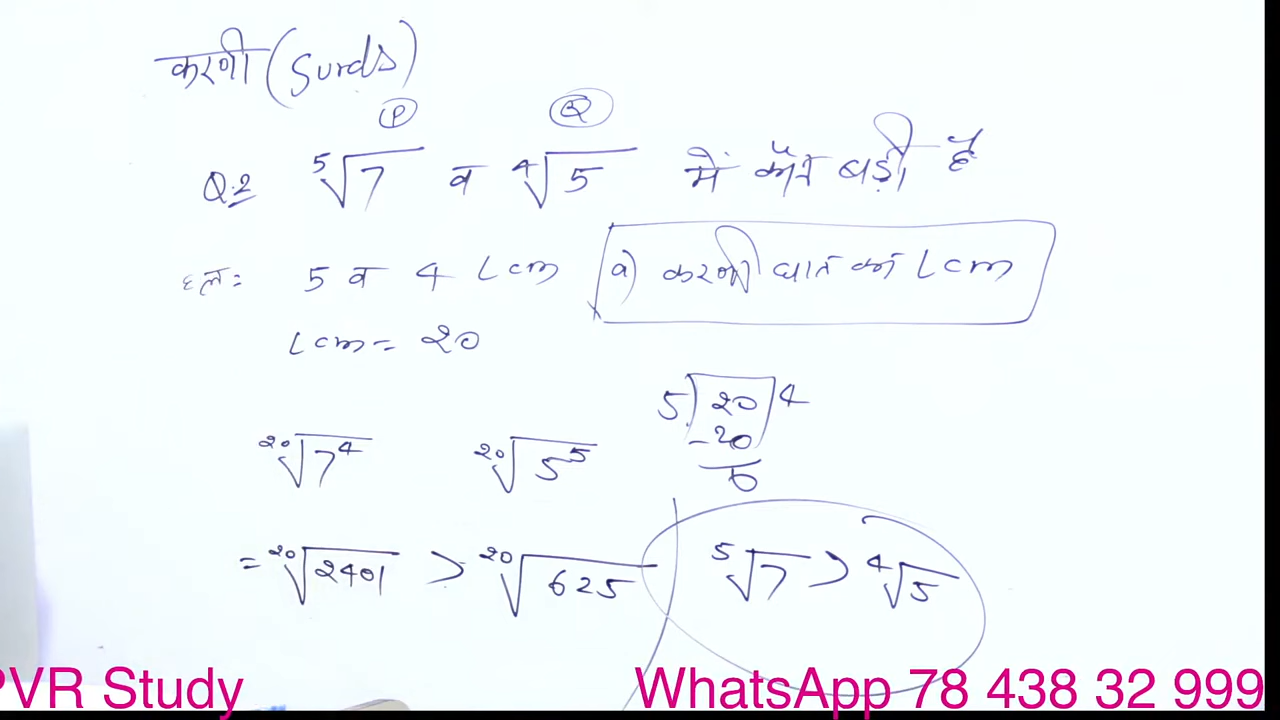 करणी (Surds)
P Q
Q.2 ⁵√7 व ⁴√5 में कौन बड़ी है
हलः 5 व 4 Lcm a) करणी घात का Lcm
Lcm = 20
5) 20 (4
-20
0
²⁰√7⁴ ²⁰√5⁵
= ²⁰√2401 > ²⁰√625 ⁵√7 > ⁴√5
PVR Study WhatsApp 78 438 32 999